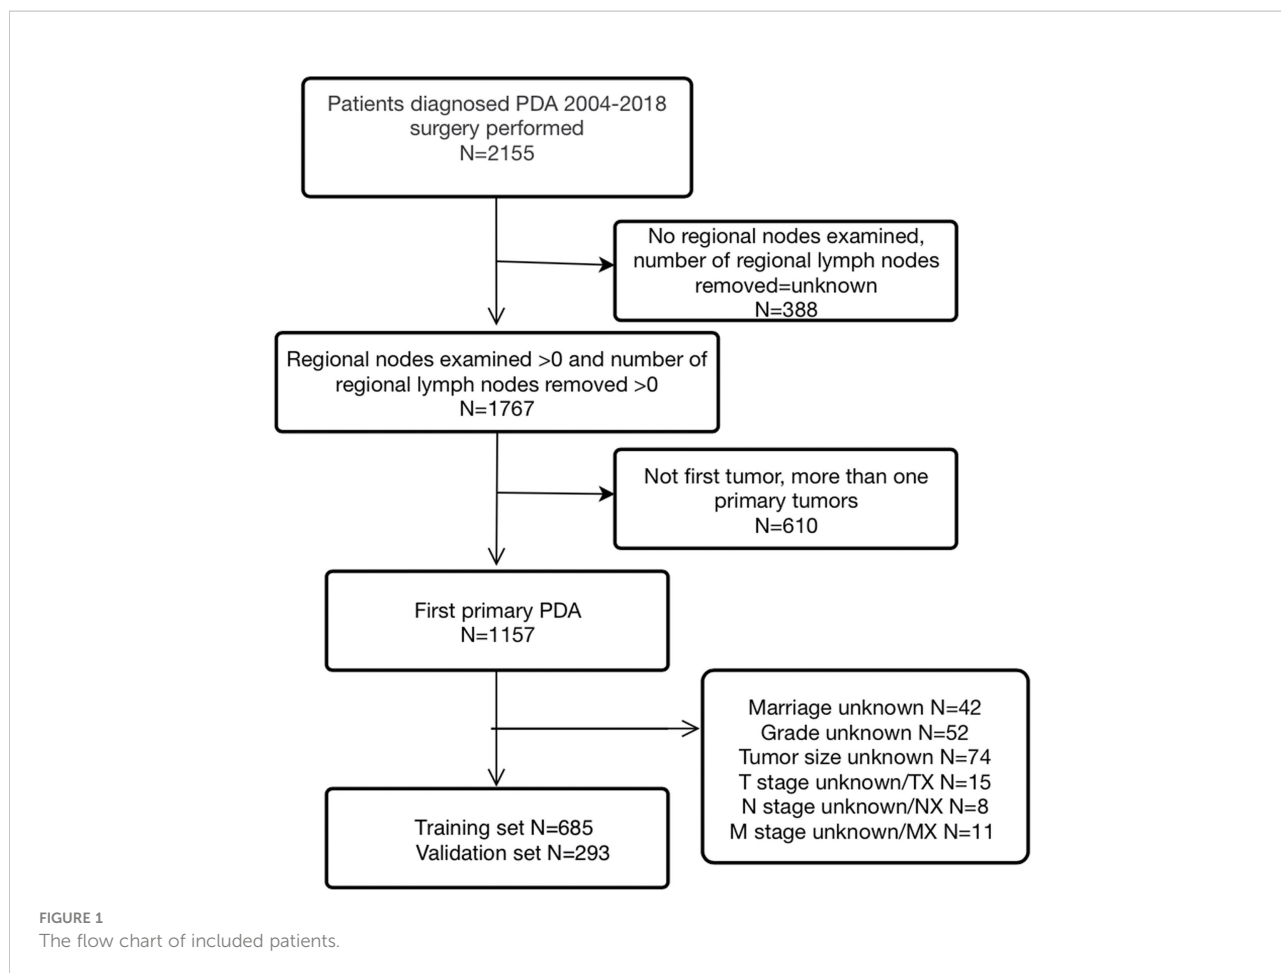 Patients diagnosed PDA 2004-2018
surgery performed
N=2155
No regional nodes examined,
number of regional lymph nodes
removed=unknown
N=388
Regional nodes examined >0 and number of
regional lymph nodes removed >0
N=1767
Not first tumor, more than one
primary tumors
N=610
First primary PDA
N=1157
Marriage unknown N=42
Grade unknown N=52
Tumor size unknown N=74
T stage unknown/TX N=15
N stage unknown/NX N=8
M stage unknown/MX N=11
Training set N=685
Validation set N=293
FIGURE 1
The flow chart of included patients.